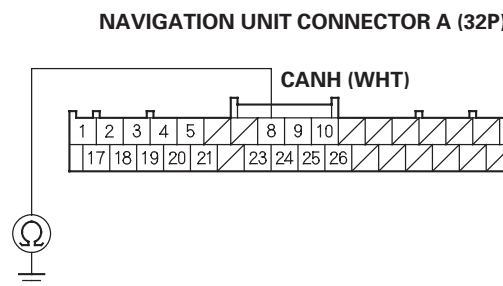 NAVIGATION UNIT CONNECTOR A (32P)
CANH (WHT)
1 2 3 4 5 8 9 10
17 18 19 20 21 23 24 25 26
Ω